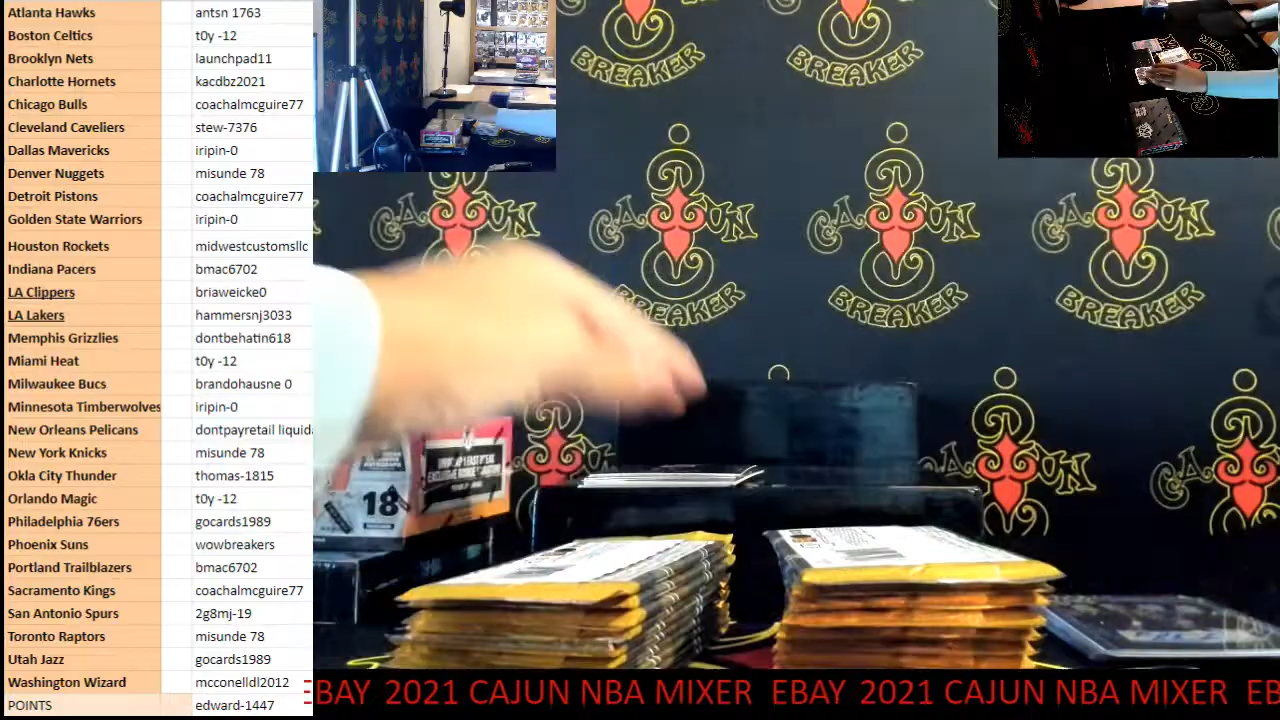 Atlanta Hawks antsn 1763
Boston Celtics t0y -12
Brooklyn Nets launchpad11
Charlotte Hornets kacdbz2021
Chicago Bulls coachalmcguire77
Cleveland Caveliers stew-7376
Dallas Mavericks iripin-0
Denver Nuggets misunde 78
Detroit Pistons coachalmcguire77
Golden State Warriors iripin-0
Houston Rockets midwestcustomsllc
Indiana Pacers bmac6702
LA Clippers briaweicke0
LA Lakers hammersnj3033
Memphis Grizzlies dontbehatin618
Miami Heat t0y -12
Milwaukee Bucs brandohausne 0
Minnesota Timberwolves iripin-0
New Orleans Pelicans dontpayretail liquid
New York Knicks misunde 78
Okla City Thunder thomas-1815
Orlando Magic t0y -12
Philadelphia 76ers gocards1989
Phoenix Suns wowbreakers
Portland Trailblazers bmac6702
Sacramento Kings coachalmcguire77
San Antonio Spurs 2g8mj-19
Toronto Raptors misunde 78
Utah Jazz gocards1989
Washington Wizard mcconelldl2012
POINTS edward-1447
BREAKER BREAKER
CAJUN CAJUN CAJUN CAJUN
BREAKER BREAKER BREAKER
18
EBAY 2021 CAJUN NBA MIXER EBAY 2021 CAJUN NBA MIXER EB